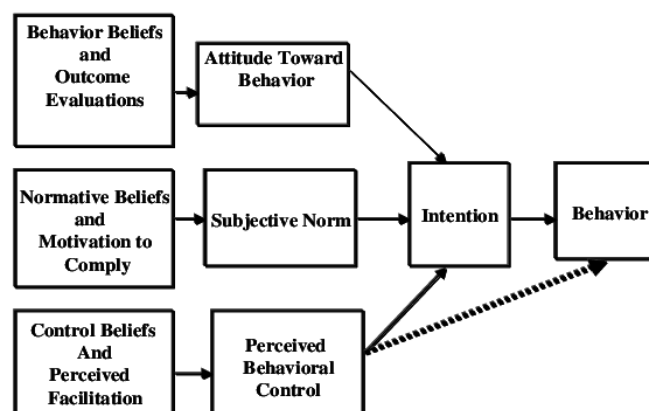 Behavior Beliefs
and
Outcome
Evaluations
Attitude Toward
Behavior
Normative Beliefs
and
Motivation to
Comply
Subjective Norm
Intention
Behavior
Control Beliefs
And
Perceived
Facilitation
Perceived
Behavioral
Control